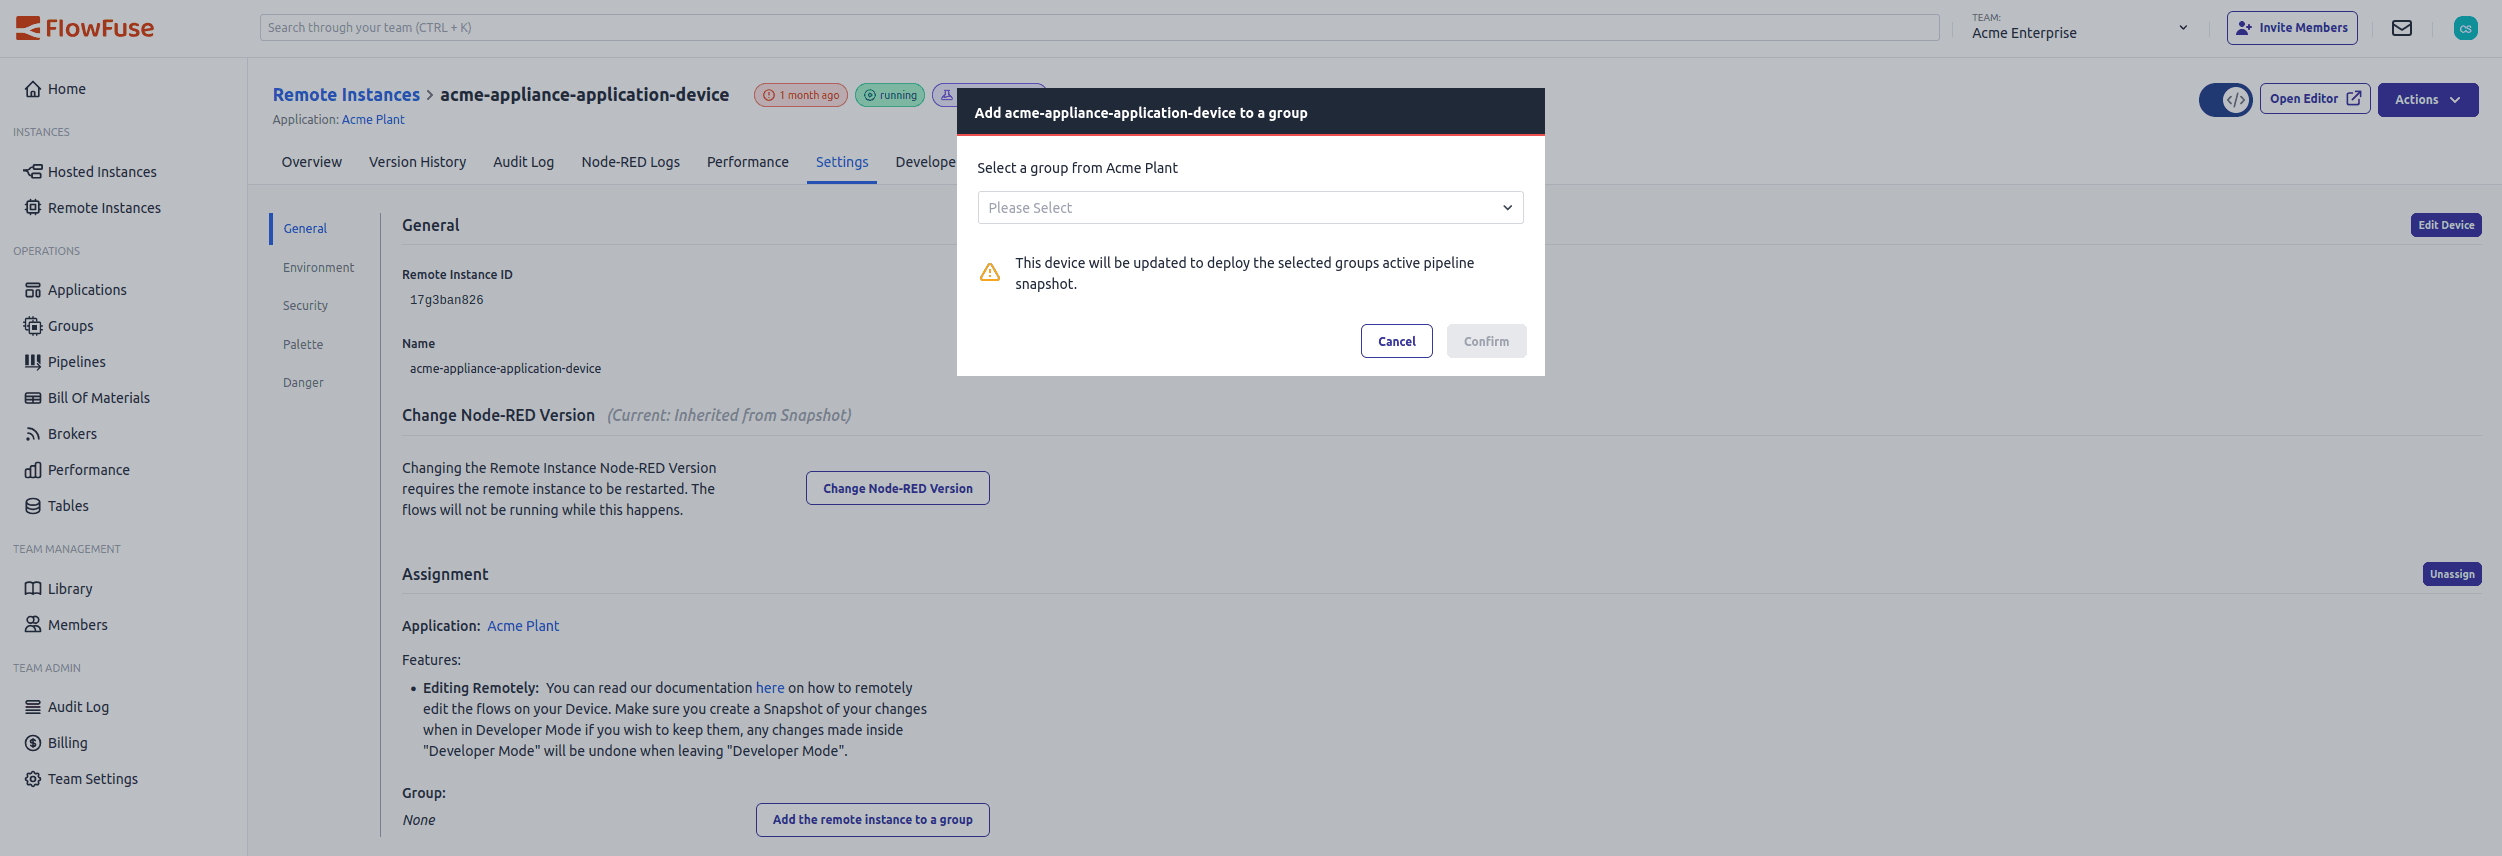 FlowFuse
Search through your team (CTRL + K)
TEAM:
Acme Enterprise
Invite Members
CS
Home
INSTANCES
Hosted Instances
Remote Instances
OPERATIONS
Applications
Groups
Pipelines
Bill Of Materials
Brokers
Performance
Tables
TEAM MANAGEMENT
Library
Members
TEAM ADMIN
Audit Log
Billing
Team Settings
Remote Instances > acme-appliance-application-device
1 month ago
running
Application: Acme Plant
Open Editor
Actions
Overview
Version History
Audit Log
Node-RED Logs
Performance
Settings
Develope
General
Environment
Security
Palette
Danger
General
Edit Device
Remote Instance ID
17g3ban826
Name
acme-appliance-application-device
Change Node-RED Version (Current: Inherited from Snapshot)
Changing the Remote Instance Node-RED Version
requires the remote instance to be restarted. The
flows will not be running while this happens.
Change Node-RED Version
Assignment
Unassign
Application: Acme Plant
Features:
• Editing Remotely: You can read our documentation here on how to remotely
edit the flows on your Device. Make sure you create a Snapshot of your changes
when in Developer Mode if you wish to keep them, any changes made inside
"Developer Mode" will be undone when leaving "Developer Mode".
Group:
None
Add the remote instance to a group
Add acme-appliance-application-device to a group
Select a group from Acme Plant
Please Select
This device will be updated to deploy the selected groups active pipeline
snapshot.
Cancel
Confirm